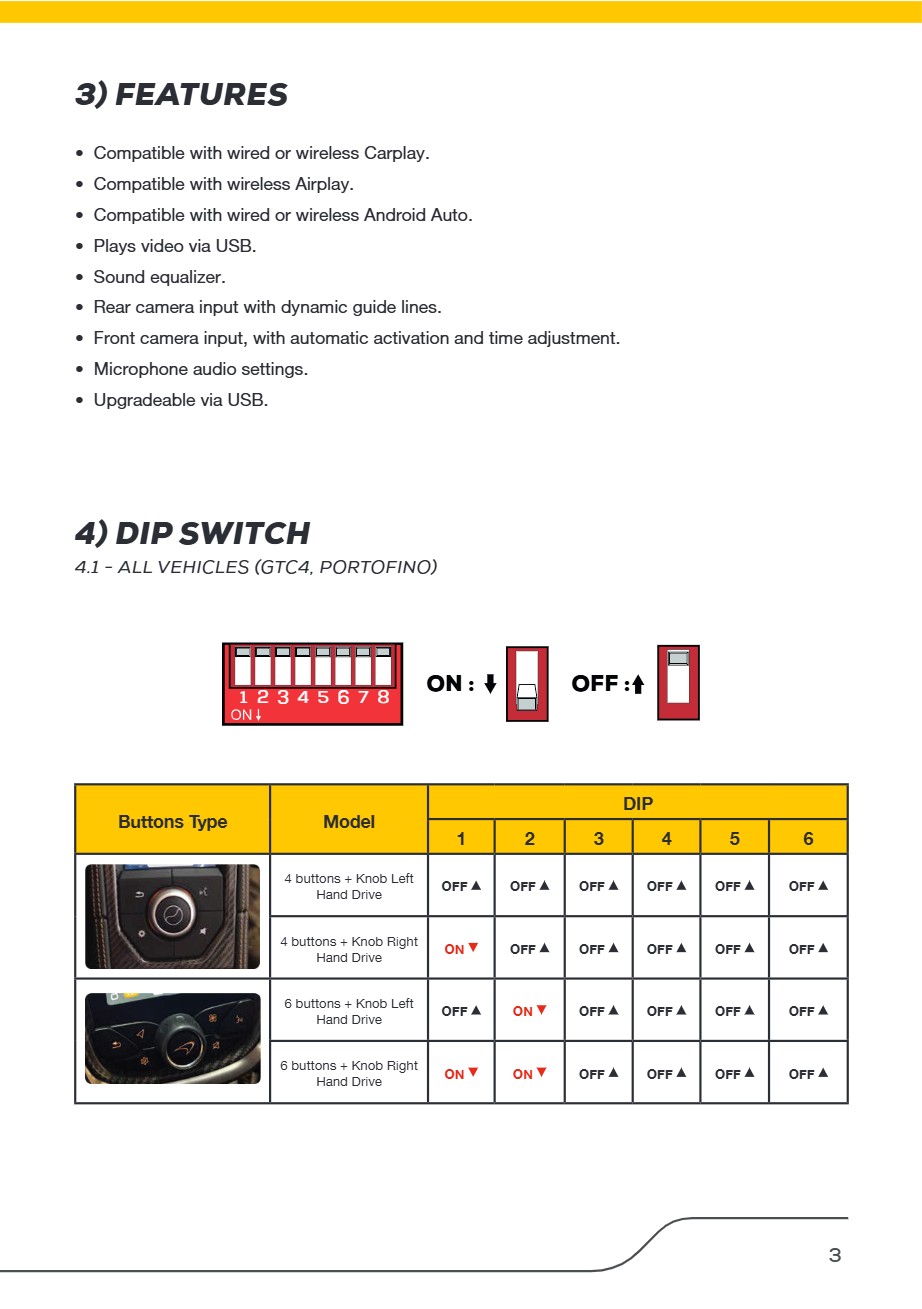 3) FEATURES
• Compatible with wired or wireless Carplay.
• Compatible with wireless Airplay.
• Compatible with wired or wireless Android Auto.
• Plays video via USB.
• Sound equalizer.
• Rear camera input with dynamic guide lines.
• Front camera input, with automatic activation and time adjustment.
• Microphone audio settings.
• Upgradeable via USB.
4) DIP SWITCH
4.1 - ALL VEHICLES (GTC4, PORTOFINO)
1 2 3 4 5 6 7 8
ON↓
ON : ↓
OFF :↑
Buttons Type Model DIP
1 2 3 4 5 6
4 buttons + Knob Left
Hand Drive
OFF ▲ OFF ▲ OFF ▲ OFF ▲ OFF ▲ OFF ▲
4 buttons + Knob Right
Hand Drive
ON ▼ OFF ▲ OFF ▲ OFF ▲ OFF ▲ OFF ▲
6 buttons + Knob Left
Hand Drive
OFF ▲ ON ▼ OFF ▲ OFF ▲ OFF ▲ OFF ▲
6 buttons + Knob Right
Hand Drive
ON ▼ ON ▼ OFF ▲ OFF ▲ OFF ▲ OFF ▲
3